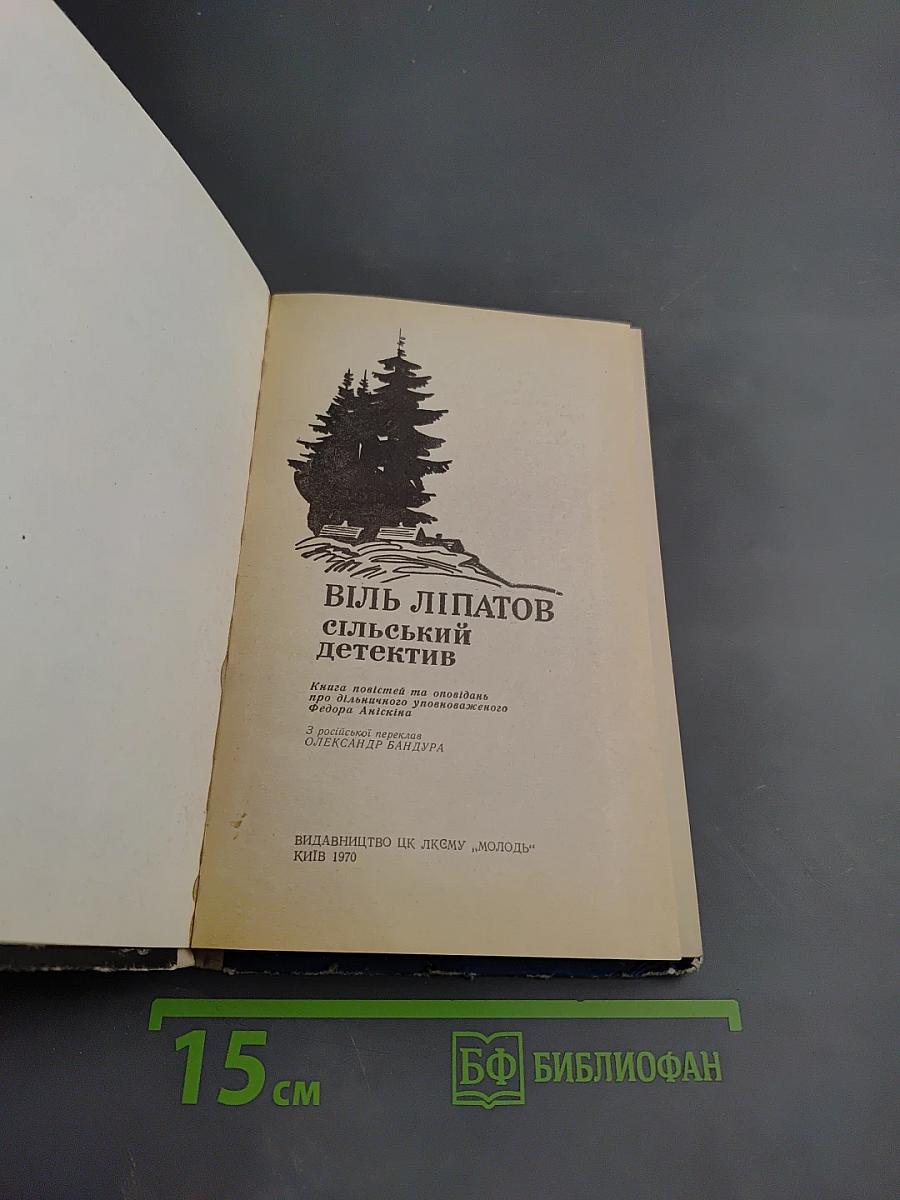 ВІЛЬ ЛІПАТОВ
сільський
детектив
Книга повістей та оповідань
про дільничного уповноваженого
Федора Аніскіна
З російської переклав
ОЛЕКСАНДР БАНДУРА
ВИДАВНИЦТВО ЦК ЛКСМУ „МОЛОДЬ“
КИЇВ 1970
15 см
БФ БИБЛИОФАН